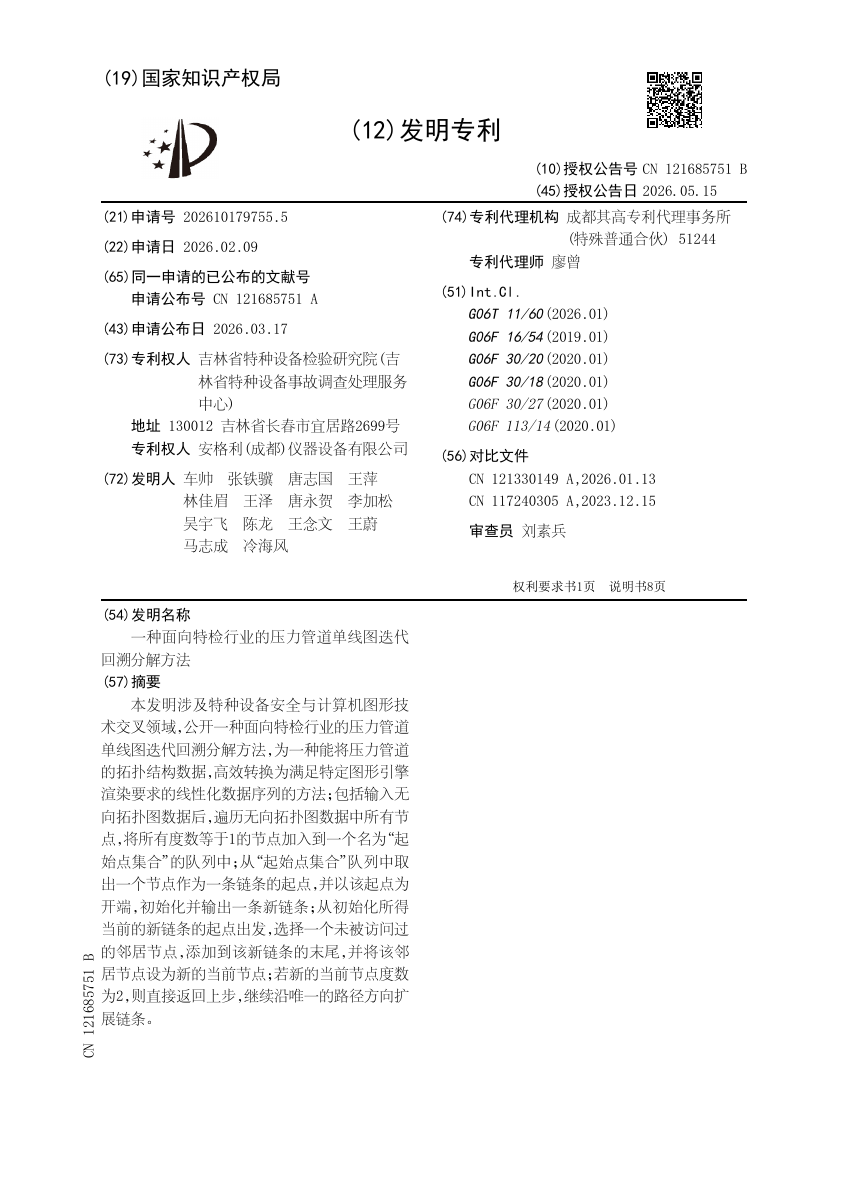 (19)国家知识产权局
(12)发明专利
(10)授权公告号 CN 121685751 B
(45)授权公告日 2026.05.15
(21)申请号 202610179755.5
(22)申请日 2026.02.09
(65)同一申请的已公布的文献号
申请公布号 CN 121685751 A
(43)申请公布日 2026.03.17
(73)专利权人 吉林省特种设备检验研究院(吉
林省特种设备事故调查处理服务
中心)
地址 130012 吉林省长春市宜居路2699号
专利权人 安格利(成都)仪器设备有限公司
(72)发明人 车帅 张铁骥 唐志国 王萍
林佳眉 王泽 唐永贺 李加松
吴宇飞 陈龙 王念文 王蔚
马志成 冷海风
(74)专利代理机构 成都其高专利代理事务所
(特殊普通合伙) 51244
专利代理师 廖曾
(51)Int.Cl.
G06T 11/60(2026.01)
G06F 16/54(2019.01)
G06F 30/20(2020.01)
G06F 30/18(2020.01)
G06F 30/27(2020.01)
G06F 113/14(2020.01)
(56)对比文件
CN 121330149 A,2026.01.13
CN 117240305 A,2023.12.15
审查员 刘素兵
权利要求书1页 说明书8页
(54)发明名称
一种面向特检行业的压力管道单线图迭代
回溯分解方法
(57)摘要
本发明涉及特种设备安全与计算机图形技
术交叉领域,公开一种面向特检行业的压力管道
单线图迭代回溯分解方法,为一种能将压力管道
的拓扑结构数据,高效转换为满足特定图形引擎
渲染要求的线性化数据序列的方法;包括输入无
向拓扑图数据后,遍历无向拓扑图数据中所有节
点,将所有度数等于1的节点加入到一个名为“起
始点集合”的队列中;从“起始点集合”队列中取
出一个节点作为一条链条的起点,并以该起点为
开端,初始化并输出一条新链条;从初始化所得
当前的新链条的起点出发,选择一个未被访问过
的邻居节点,添加到该新链条的末尾,并将该邻
居节点设为新的当前节点;若新的当前节点度数
为2,则直接返回上步,继续沿唯一的路径方向扩
展链条。
CN 121685751 B